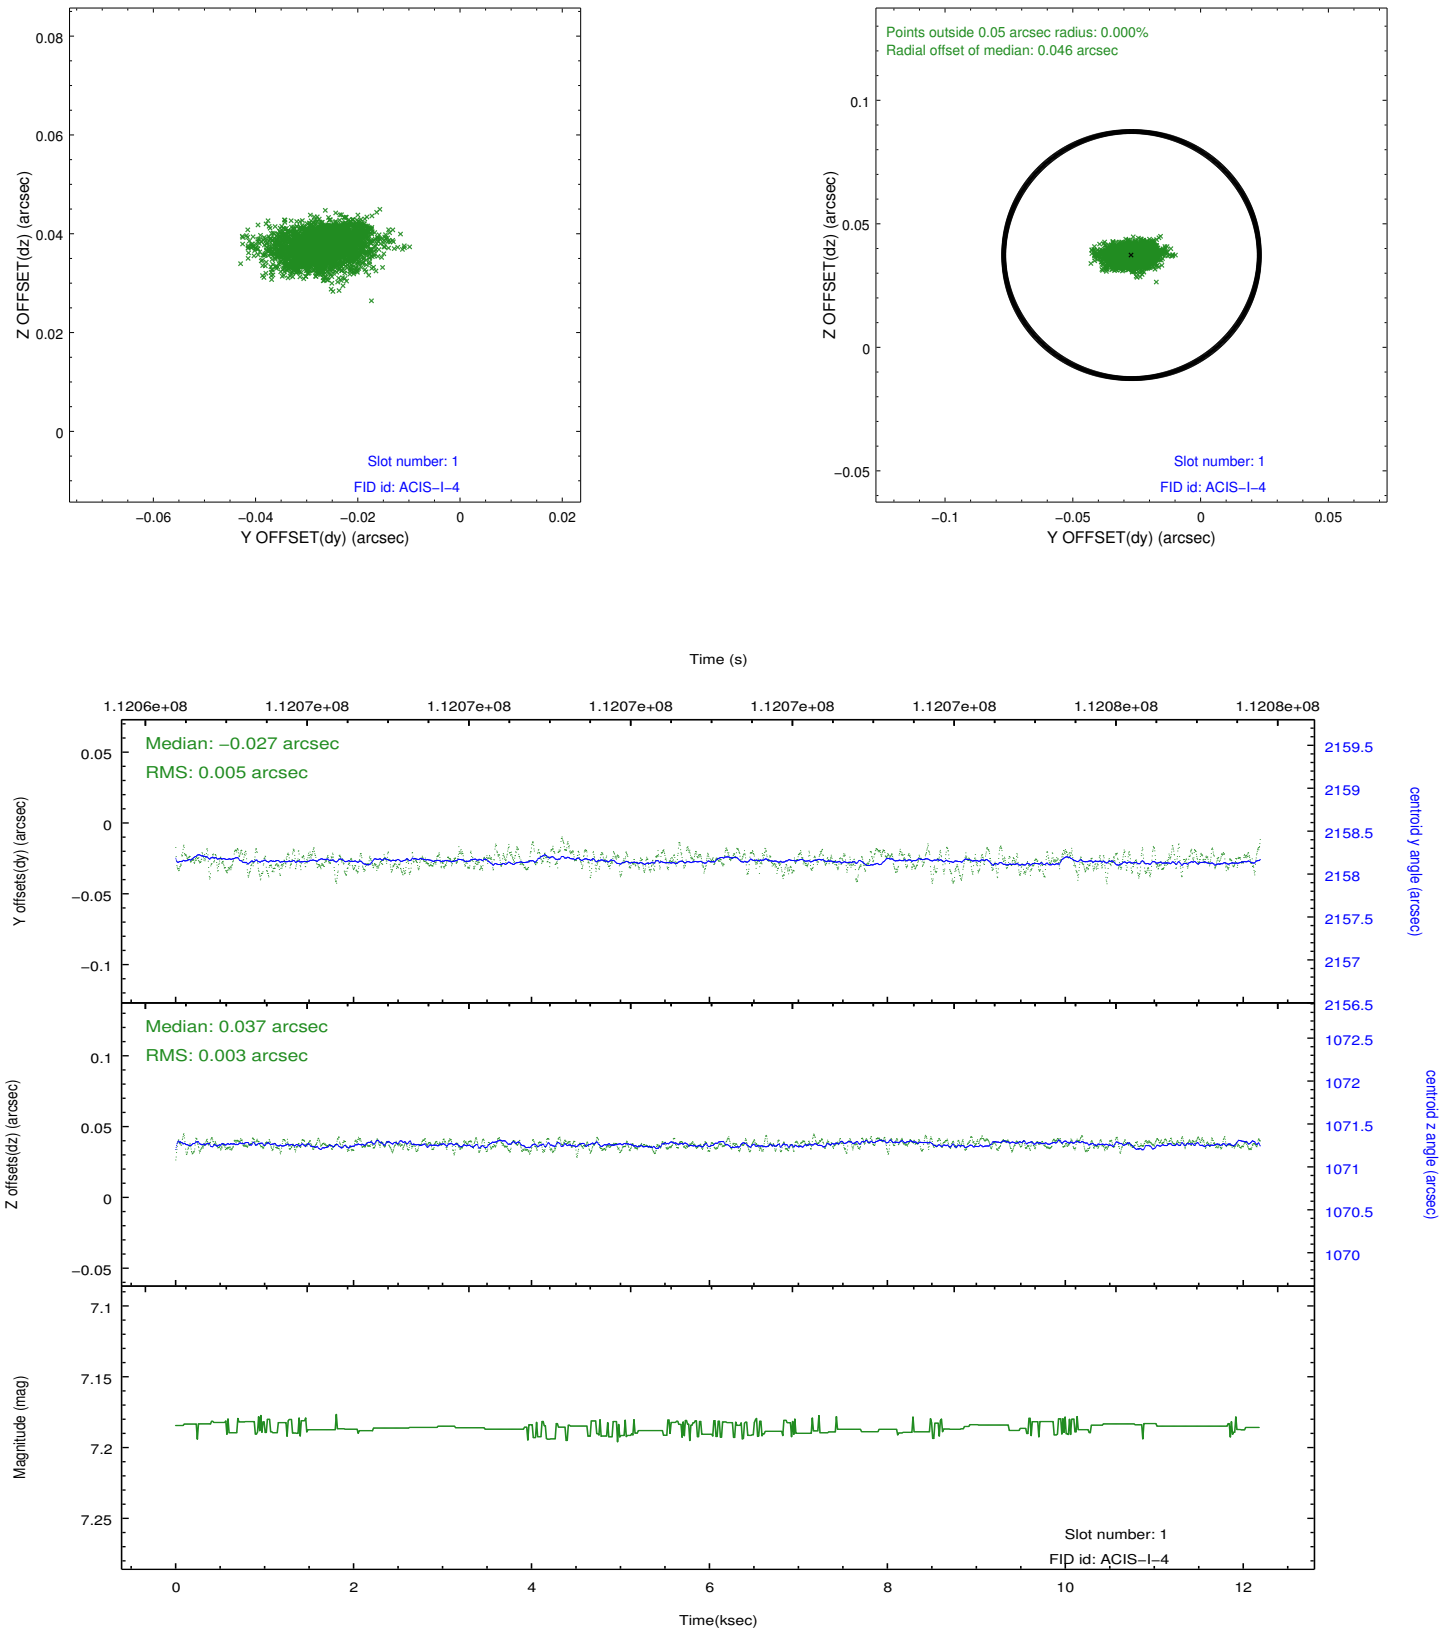 0.08
0.06
0.04
0.02
0
Z OFFSET(dz) (arcsec)
Slot number: 1
FID id: ACIS−I−4
−0.06 −0.04 −0.02 0 0.02
Y OFFSET(dy) (arcsec)
Points outside 0.05 arcsec radius: 0.000%
Radial offset of median: 0.046 arcsec
0.1
0.05
0
−0.05
Z OFFSET(dz) (arcsec)
Slot number: 1
FID id: ACIS−I−4
−0.1 −0.05 0 0.05
Y OFFSET(dy) (arcsec)
Time (s)
1.1206e+08 1.1207e+08 1.1207e+08 1.1207e+08 1.1207e+08 1.1207e+08 1.1208e+08 1.1208e+08
Median: −0.027 arcsec
RMS: 0.005 arcsec
0.05
0
−0.05
−0.1
Y offsets(dy) (arcsec)
2159.5
2159
2158.5
2158
2157.5
2157
2156.5
centroid y angle (arcsec)
Median: 0.037 arcsec
RMS: 0.003 arcsec
0.1
0.05
0
−0.05
Z offsets(dz) (arcsec)
1072.5
1072
1071.5
1071
1070.5
1070
centroid z angle (arcsec)
7.1
7.15
7.2
7.25
Magnitude (mag)
Slot number: 1
FID id: ACIS−I−4
0 2 4 6 8 10 12
Time(ksec)